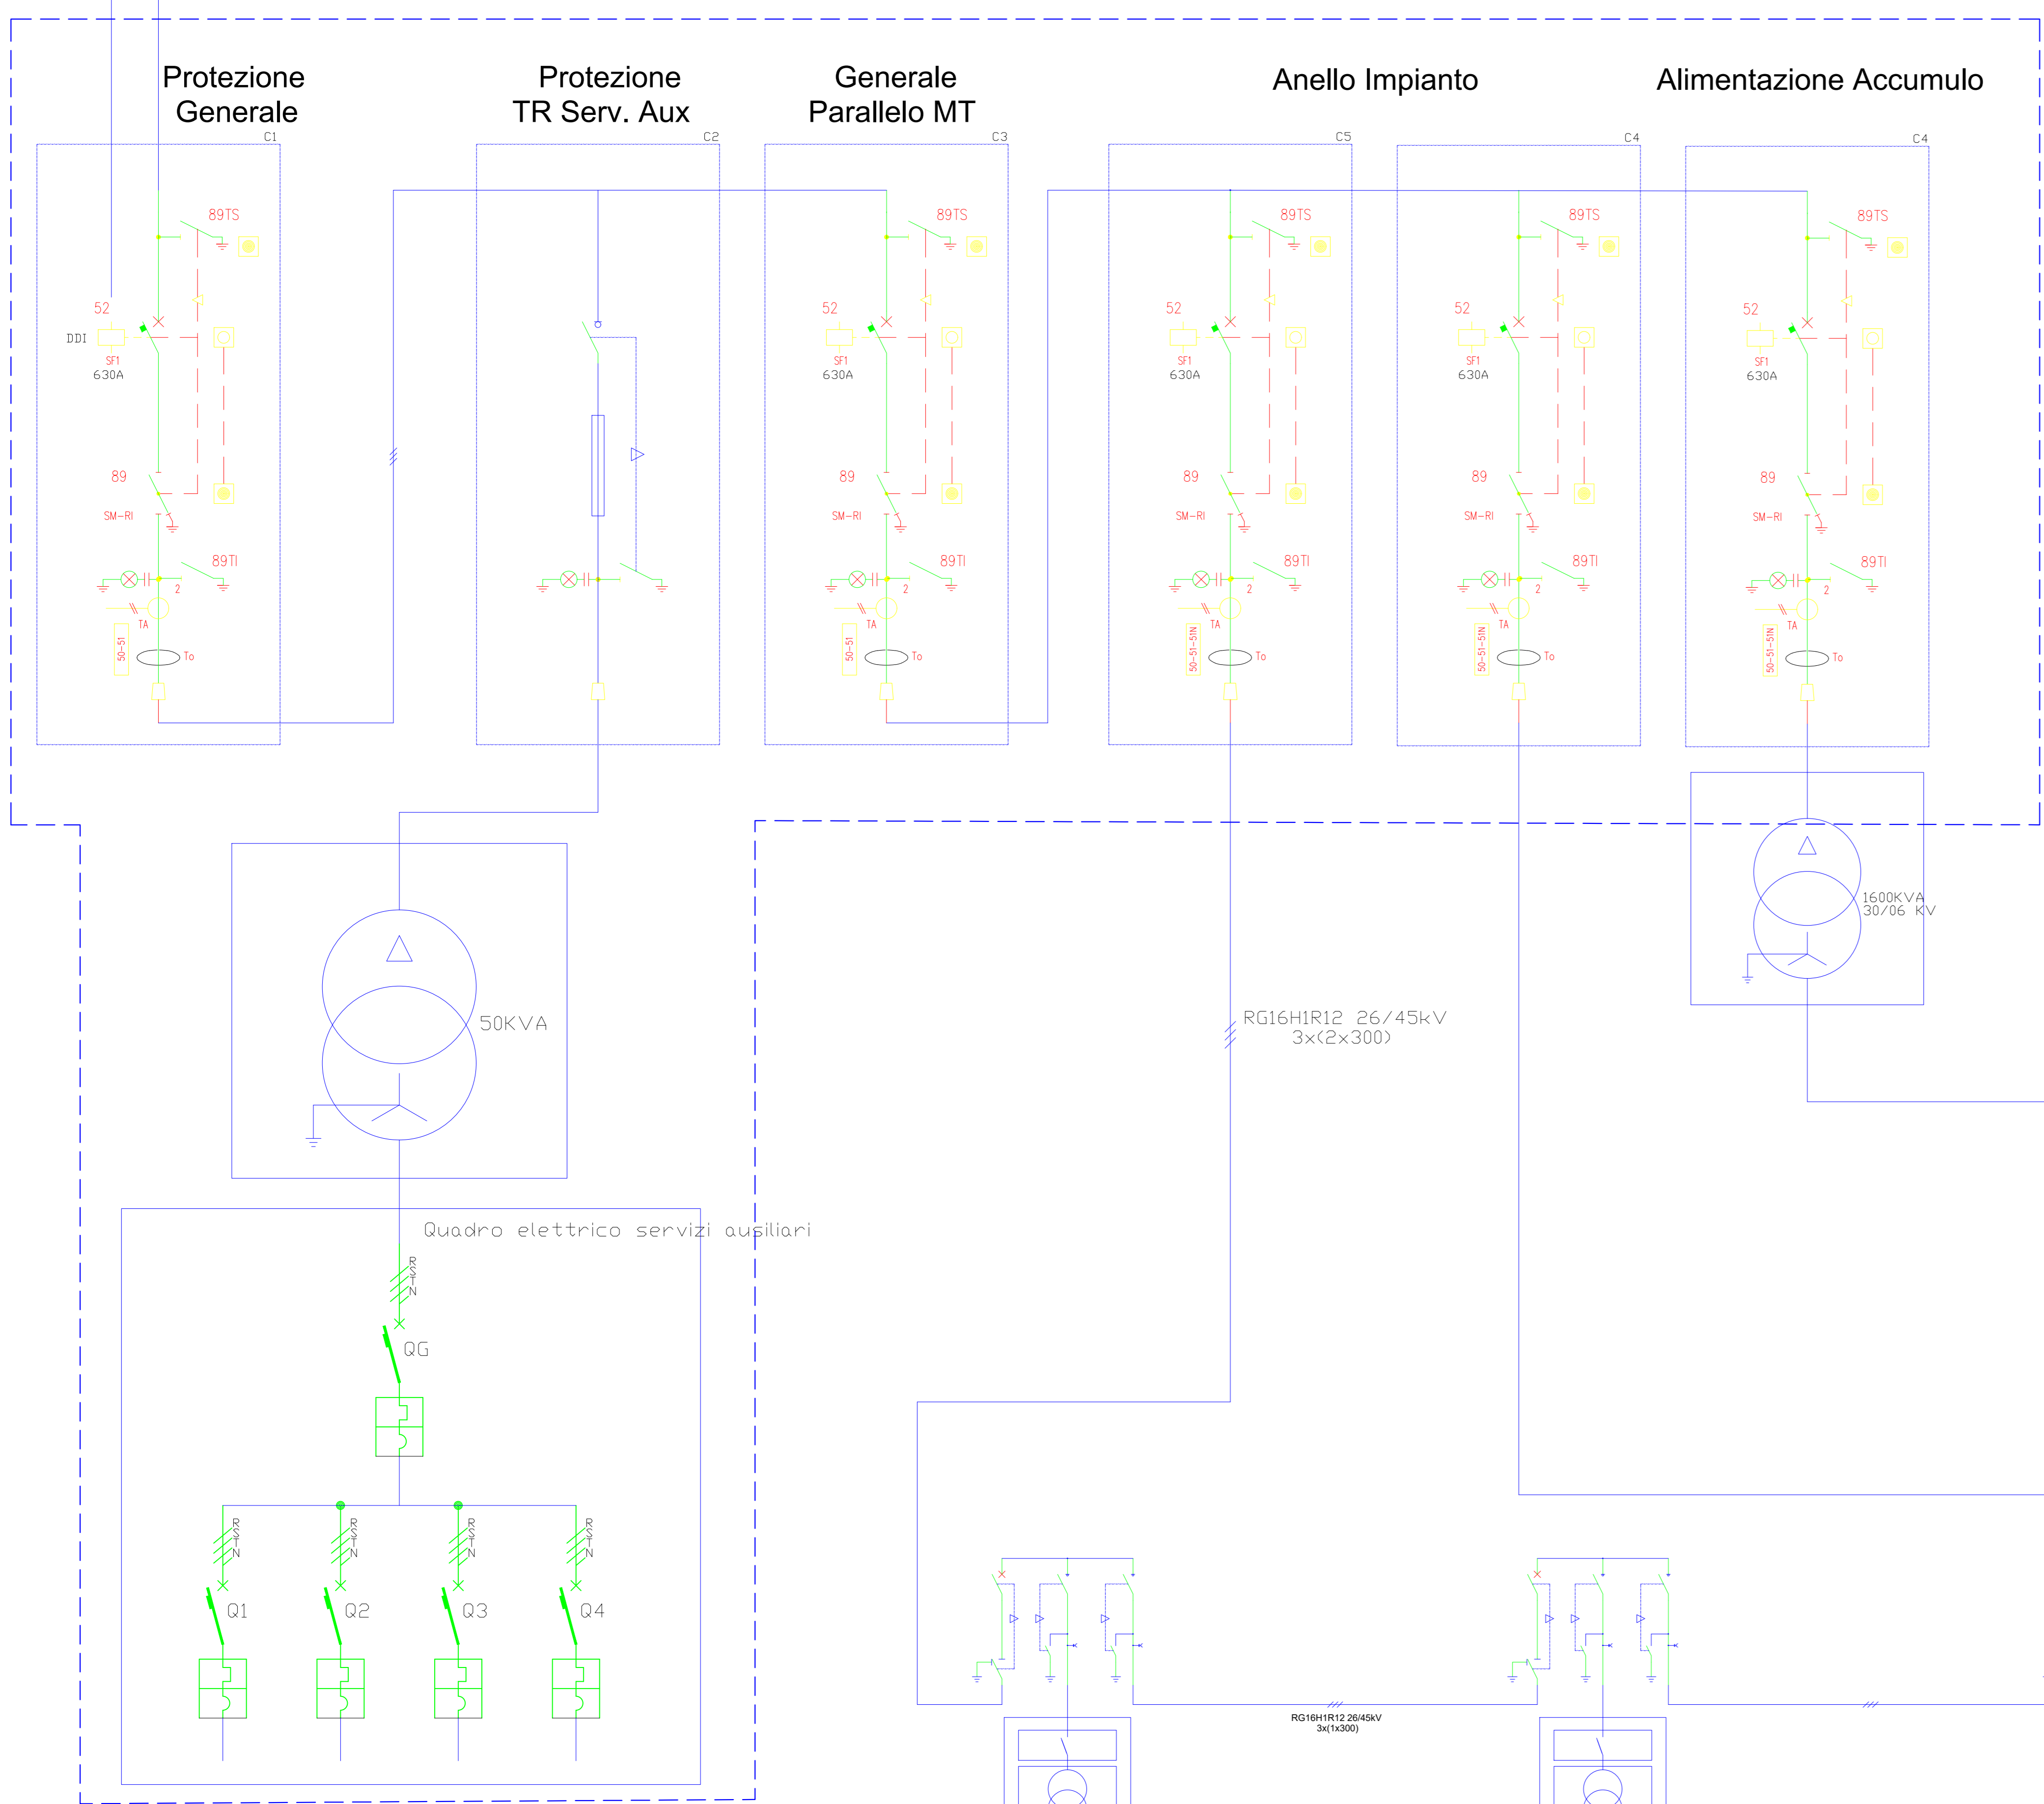 Protezione
Generale
Protezione
TR Serv. Aux
Generale
Parallelo MT
Anello Impianto
Alimentazione Accumulo
C1
C2
C3
C5
C4
C4
89TS
89TS
89TS
89TS
89TS
52
52
52
52
52
DDI
SF1
SF1
SF1
SF1
SF1
630A
630A
630A
630A
630A
89
89
89
89
89
SM-RI
SM-RI
SM-RI
SM-RI
SM-RI
89TI
89TI
89TI
89TI
89TI
2
2
2
2
2
TA
TA
TA
TA
TA
50-51
50-51
50-51-51N
50-51-51N
50-51-51N
To
To
To
To
To
1600KVA
30/06 KV
50KVA
RG16H1R12 26/45kV
3x(2x300)
Quadro elettrico servizi ausiliari
R
S
T
N
QG
R
S
T
N
R
S
T
N
R
S
T
N
R
S
T
N
Q1
Q2
Q3
Q4
RG16H1R12 26/45kV
3x(1x300)